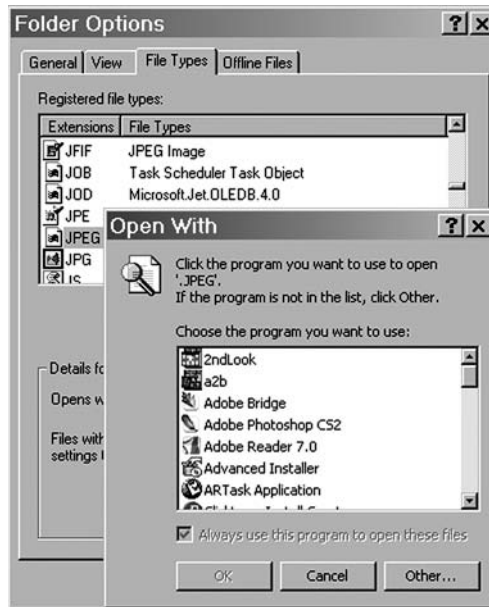 Folder Options
General View File Types Offline Files
Registered file types:
Extensions File Types
JFIF JPEG Image
JOB Task Scheduler Task Object
JOD Microsoft.Jet.OLEDB.4.0
JPE
JPEG
JPG
JS
Details fo
Opens w
Files with
settings
Open With
Click the program you want to use to open
'.JPEG'.
If the program is not in the list, click Other.
Choose the program you want to use:
2ndLook
a2b
Adobe Bridge
Adobe Photoshop CS2
Adobe Reader 7.0
Advanced Installer
ARTask Application
Always use this program to open these files
OK Cancel Other...